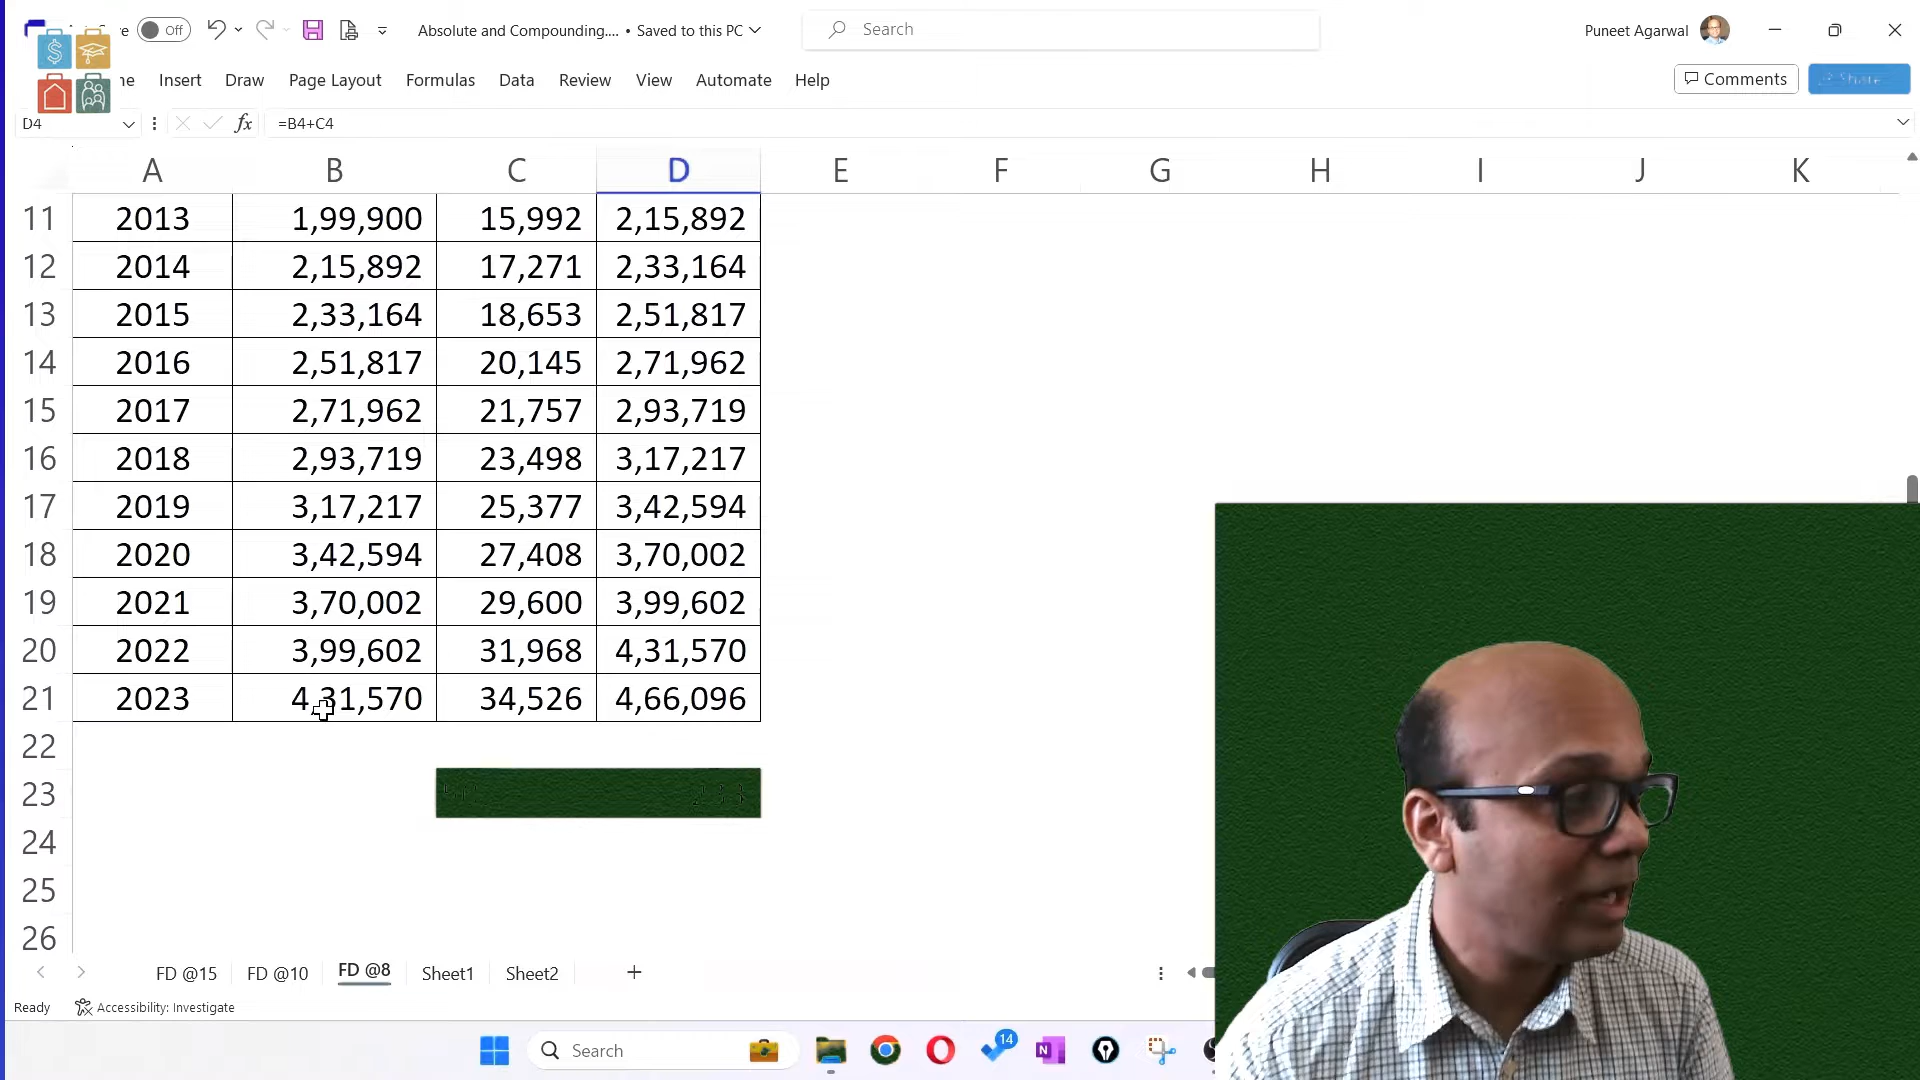 Off
Absolute and Compounding.... • Saved to this PC
Search
Puneet Agarwal
Insert Draw Page Layout Formulas Data Review View Automate Help
Comments
Share
D4
fx
=B4+C4
A B C D E F G H I J K
11 2013 1,99,900 15,992 2,15,892
12 2014 2,15,892 17,271 2,33,164
13 2015 2,33,164 18,653 2,51,817
14 2016 2,51,817 20,145 2,71,962
15 2017 2,71,962 21,757 2,93,719
16 2018 2,93,719 23,498 3,17,217
17 2019 3,17,217 25,377 3,42,594
18 2020 3,42,594 27,408 3,70,002
19 2021 3,70,002 29,600 3,99,602
20 2022 3,99,602 31,968 4,31,570
21 2023 4,31,570 34,526 4,66,096
22
23
24
25
26
FD @15 FD @10 FD @8 Sheet1 Sheet2
Ready Accessibility: Investigate
Search
14